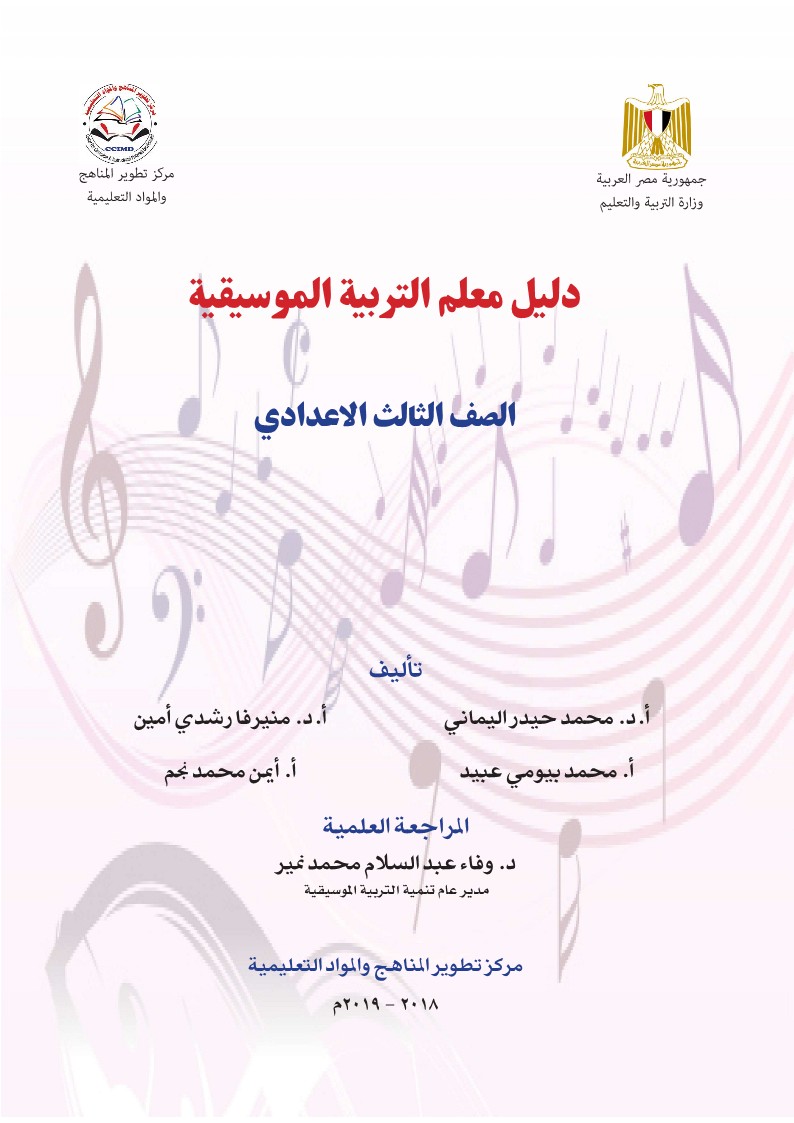 جمهورية مصر العربية
وزارة التربية والتعليم
CCIMD
مركز تطوير المناهج
والمواد التعليمية
دليل معلم التربية الموسيقية
الصف الثالث الاعدادي
تأليف
أ. د. محمد حيدر اليماني
أ. د. منيرفا رشدي أمين
أ. محمد بيومي عبيد
أ. أيمن محمد نجم
المراجعة العلمية
د. وفاء عبد السلام محمد نمير
مدير عام تنمية التربية الموسيقية
مركز تطوير المناهج والمواد التعليمية
٢٠١٨ - ٢٠١٩م